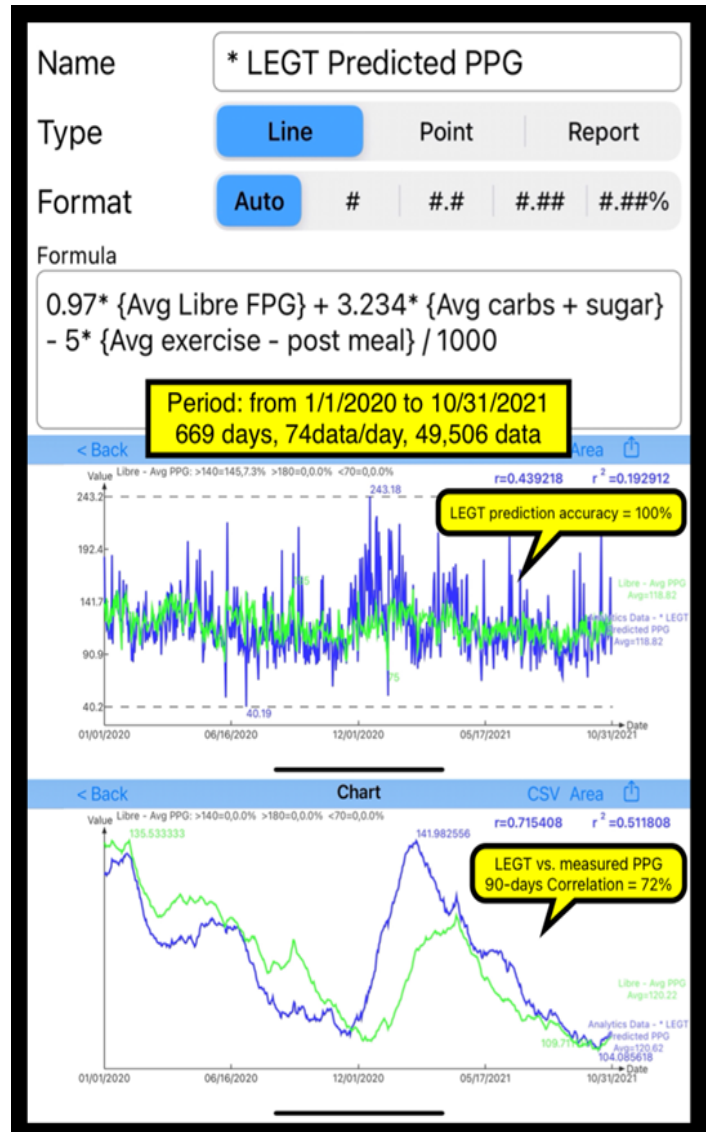 Name
* LEGT Predicted PPG
Type
Line Point Report
Format
Auto # #.# #.## #.##%
Formula
0.97* {Avg Libre FPG} + 3.234* {Avg carbs + sugar}
- 5* {Avg exercise - post meal} / 1000
Period: from 1/1/2020 to 10/31/2021
669 days, 74data/day, 49,506 data
< Back Area
Value Libre - Avg PPG: >140=145,7.3% >180=0,0.0% <70=0,0.0%
r=0.439218 r 2 =0.192912
243.2
243.18
LEGT prediction accuracy = 100%
192.4
Libre - Avg PPG
Avg=118.82
141.7
Data - * LEGT
Predicted PPG
Avg=118.82
90.9
75
40.2
40.19
Date
01/01/2020 06/16/2020 12/01/2020 05/17/2021 10/31/2021
< Back Chart CSV Area
Value Libre - Avg PPG: >140=0,0.0% >180=0,0.0% <70=0,0.0%
r=0.715408 r 2 =0.511808
135.533333
141.982556
LEGT vs. measured PPG
90-days Correlation = 72%
Libre - Avg PPG
Avg=120.22
Analytics Data - * LEGT
Predicted PPG
Avg=120.62
104.085618
Date
01/01/2020 06/16/2020 12/01/2020 05/17/2021 10/31/2021